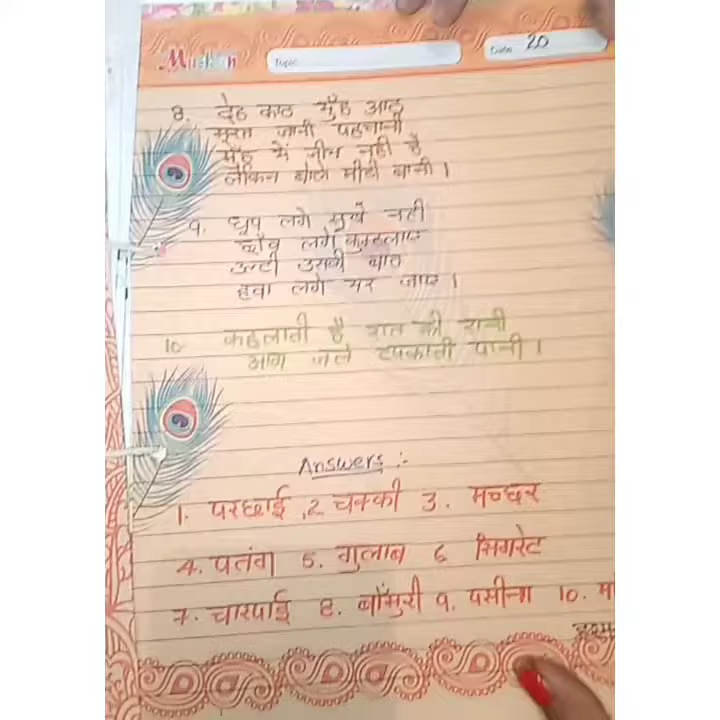 Muskan
Topic
Date 20
8. देह काठ मुँह आठ
सूरत जानी पहचानी
मुँह में जीभ नही है
लेकिन बोले मीठी बानी।
9. धूप लगे सूखे नही
छाँव लगे कुम्हलाए
उल्टी उसकी बात
हवा लगे मर जाए।
10 कहलाती है रात की रानी
आग जले टपकाती पानी।
Answers :-
1. परछाई ,2 चक्की 3. मच्छर
4. पतंग 5. गुलाब 6 सिगरेट
7. चारपाई 8. बाँसुरी 9. पसीना 10.